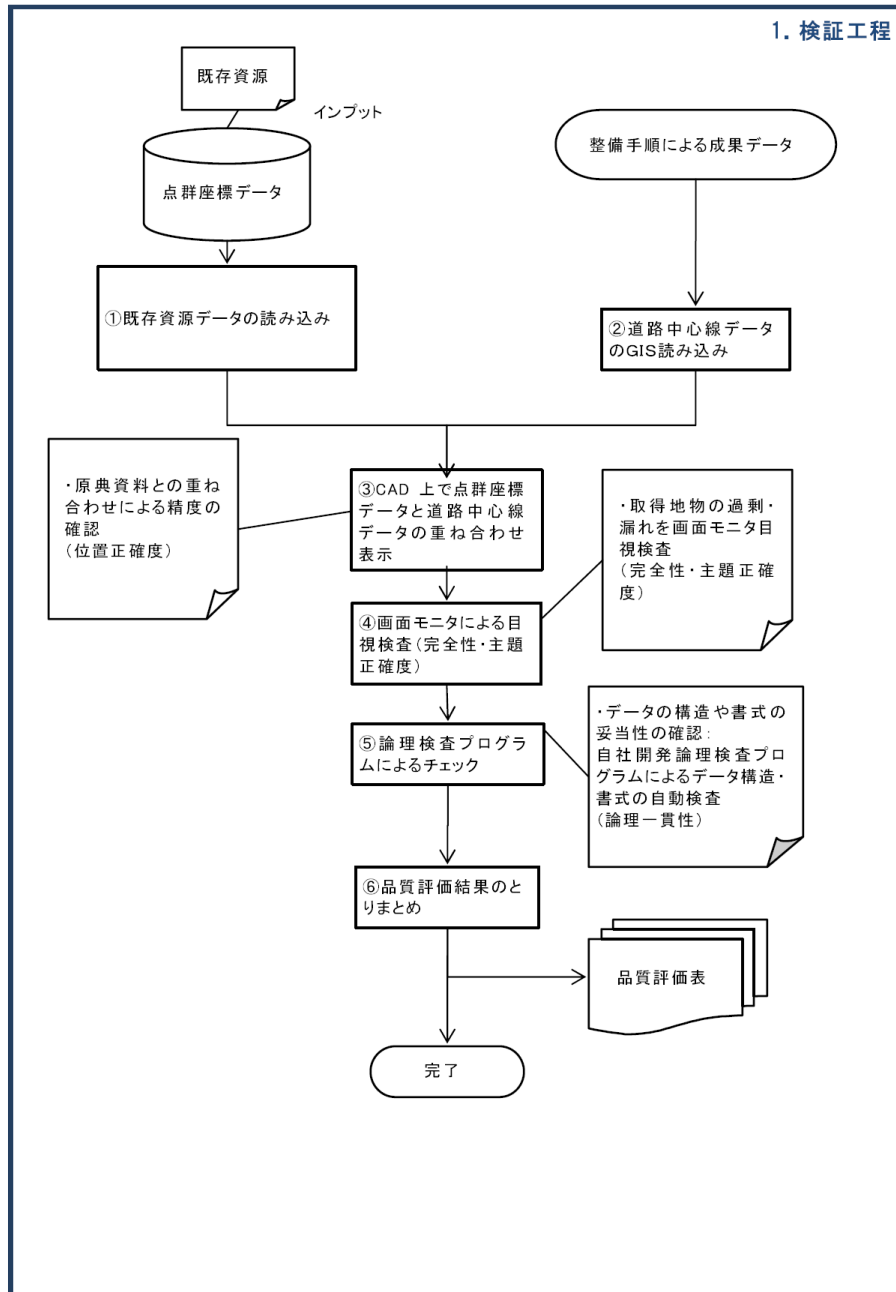 1. 検証工程
既存資源
インプット
点群座標データ
整備手順による成果データ
①既存資源データの読み込み
②道路中心線データ
のGIS読み込み
・原典資料との重ね
合わせによる精度の
確認
(位置正確度)
③CAD 上で点群座標
データと道路中心線
データの重ね合わせ
表示
・取得地物の過剰・
漏れを画面モニタ目
視検査
(完全性・主題正確
度)
④画面モニタによる目
視検査(完全性・主題
正確度)
・データの構造や書式の
妥当性の確認:
自社開発論理検査プロ
グラムによるデータ構造・
書式の自動検査
(論理一貫性)
⑤論理検査プログラ
ムによるチェック
⑥品質評価結果のと
りまとめ
品質評価表
完了